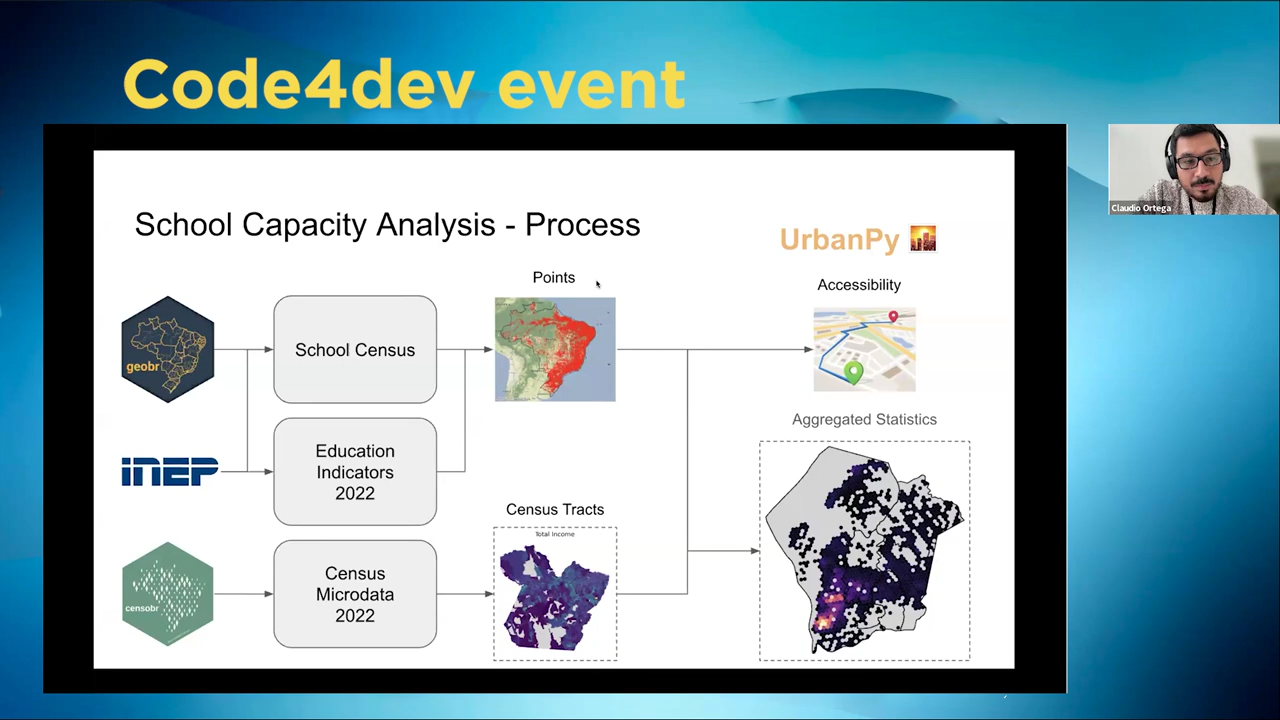 Code4dev event
Claudio Ortega
School Capacity Analysis - Process
UrbanPy
Points
Accessibility
geobr
School Census
Aggregated Statistics
INEP
Education
Indicators
2022
Census Tracts
Total Income
censobr
Census
Microdata
2022